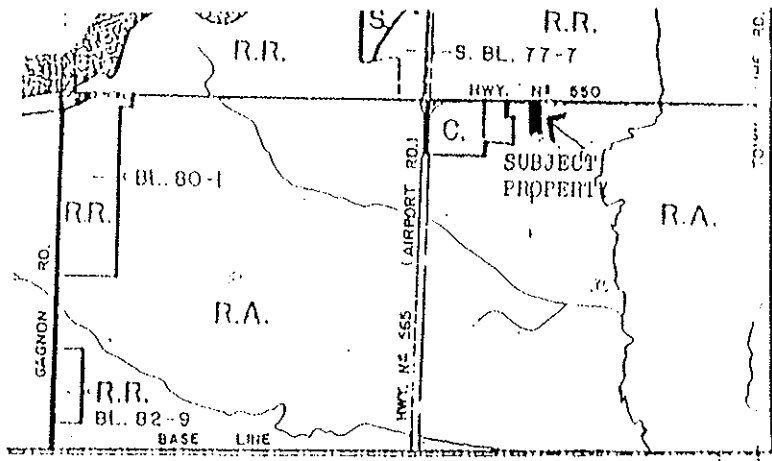 R.R.
S.
R.R.
S. BL. 77-7
HWY. Nº 550
C.
SUBJECT
PROPERTY
BL. 80-1
R.R.
(AIRPORT RD.)
R.A.
R.A.
GAGNON RD.
HWY. Nº 565
R.R.
BL. 82-9
BASE LINE
RD.